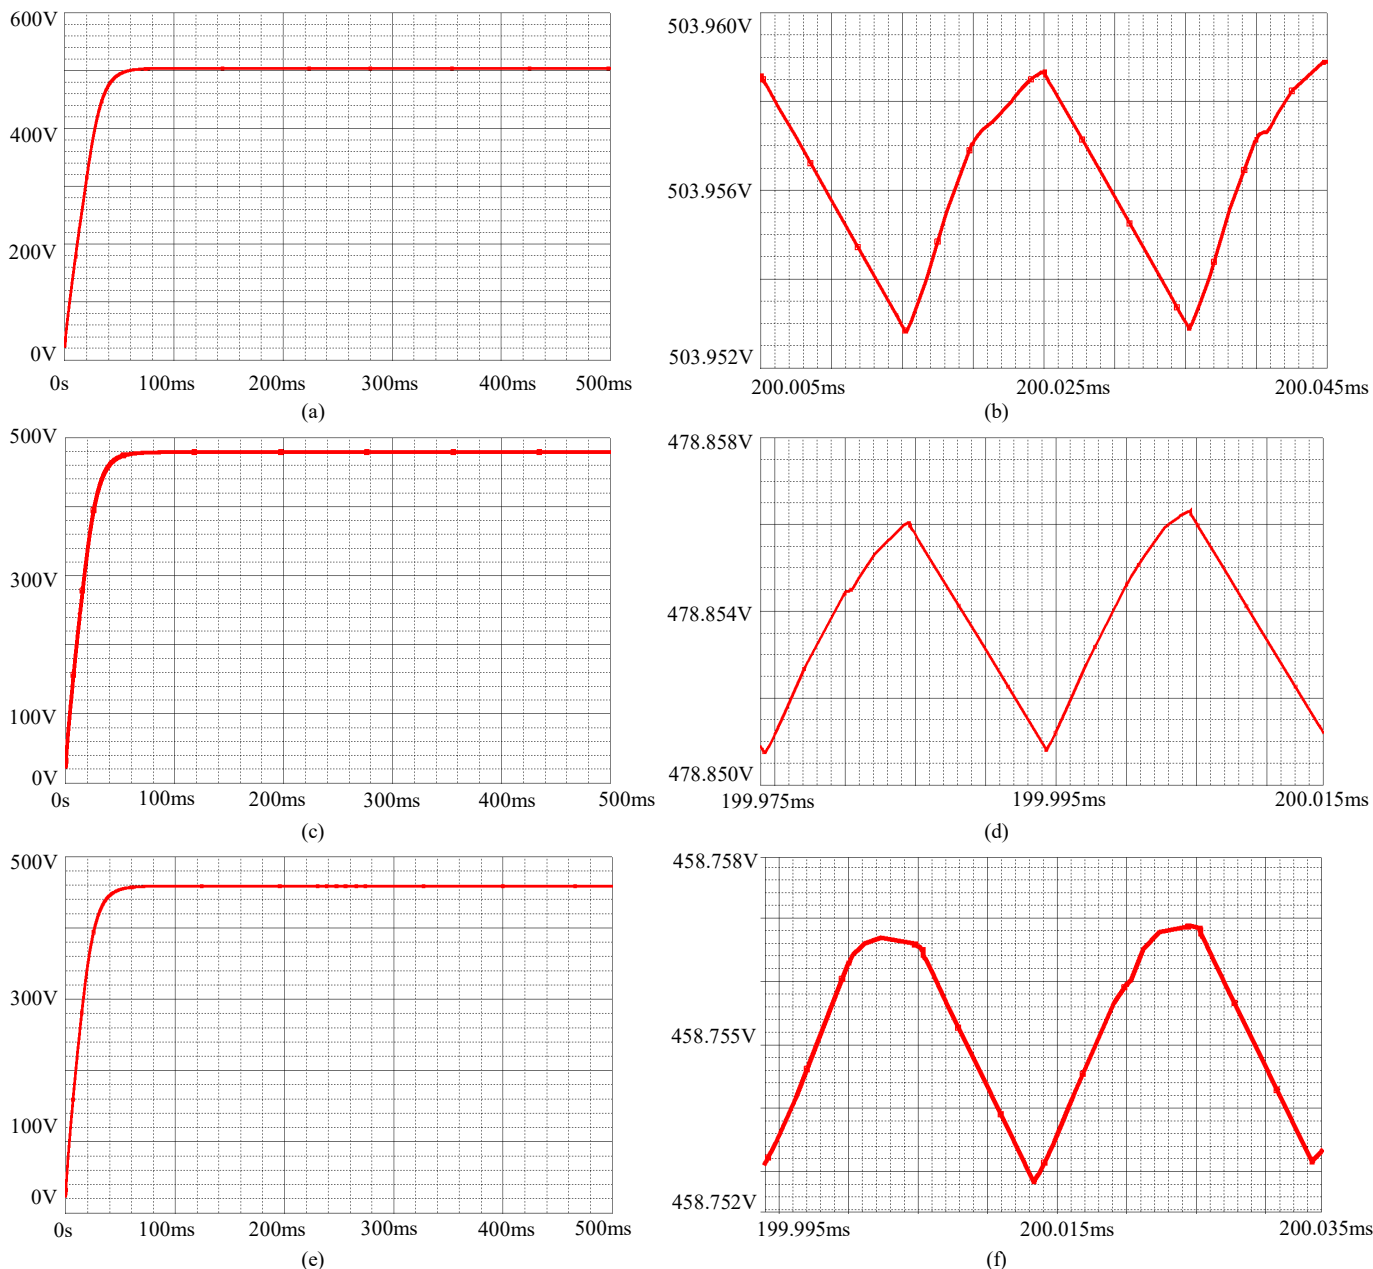 600V
400V
200V
0V
0s 100ms 200ms 300ms 400ms 500ms
(a)
503.960V
503.956V
503.952V
200.005ms 200.025ms 200.045ms
(b)
500V
300V
100V
0V
0s 100ms 200ms 300ms 400ms 500ms
(c)
478.858V
478.854V
478.850V
199.975ms 199.995ms 200.015ms
(d)
500V
300V
100V
0V
0s 100ms 200ms 300ms 400ms 500ms
(e)
458.758V
458.755V
458.752V
199.995ms 200.015ms 200.035ms
(f)